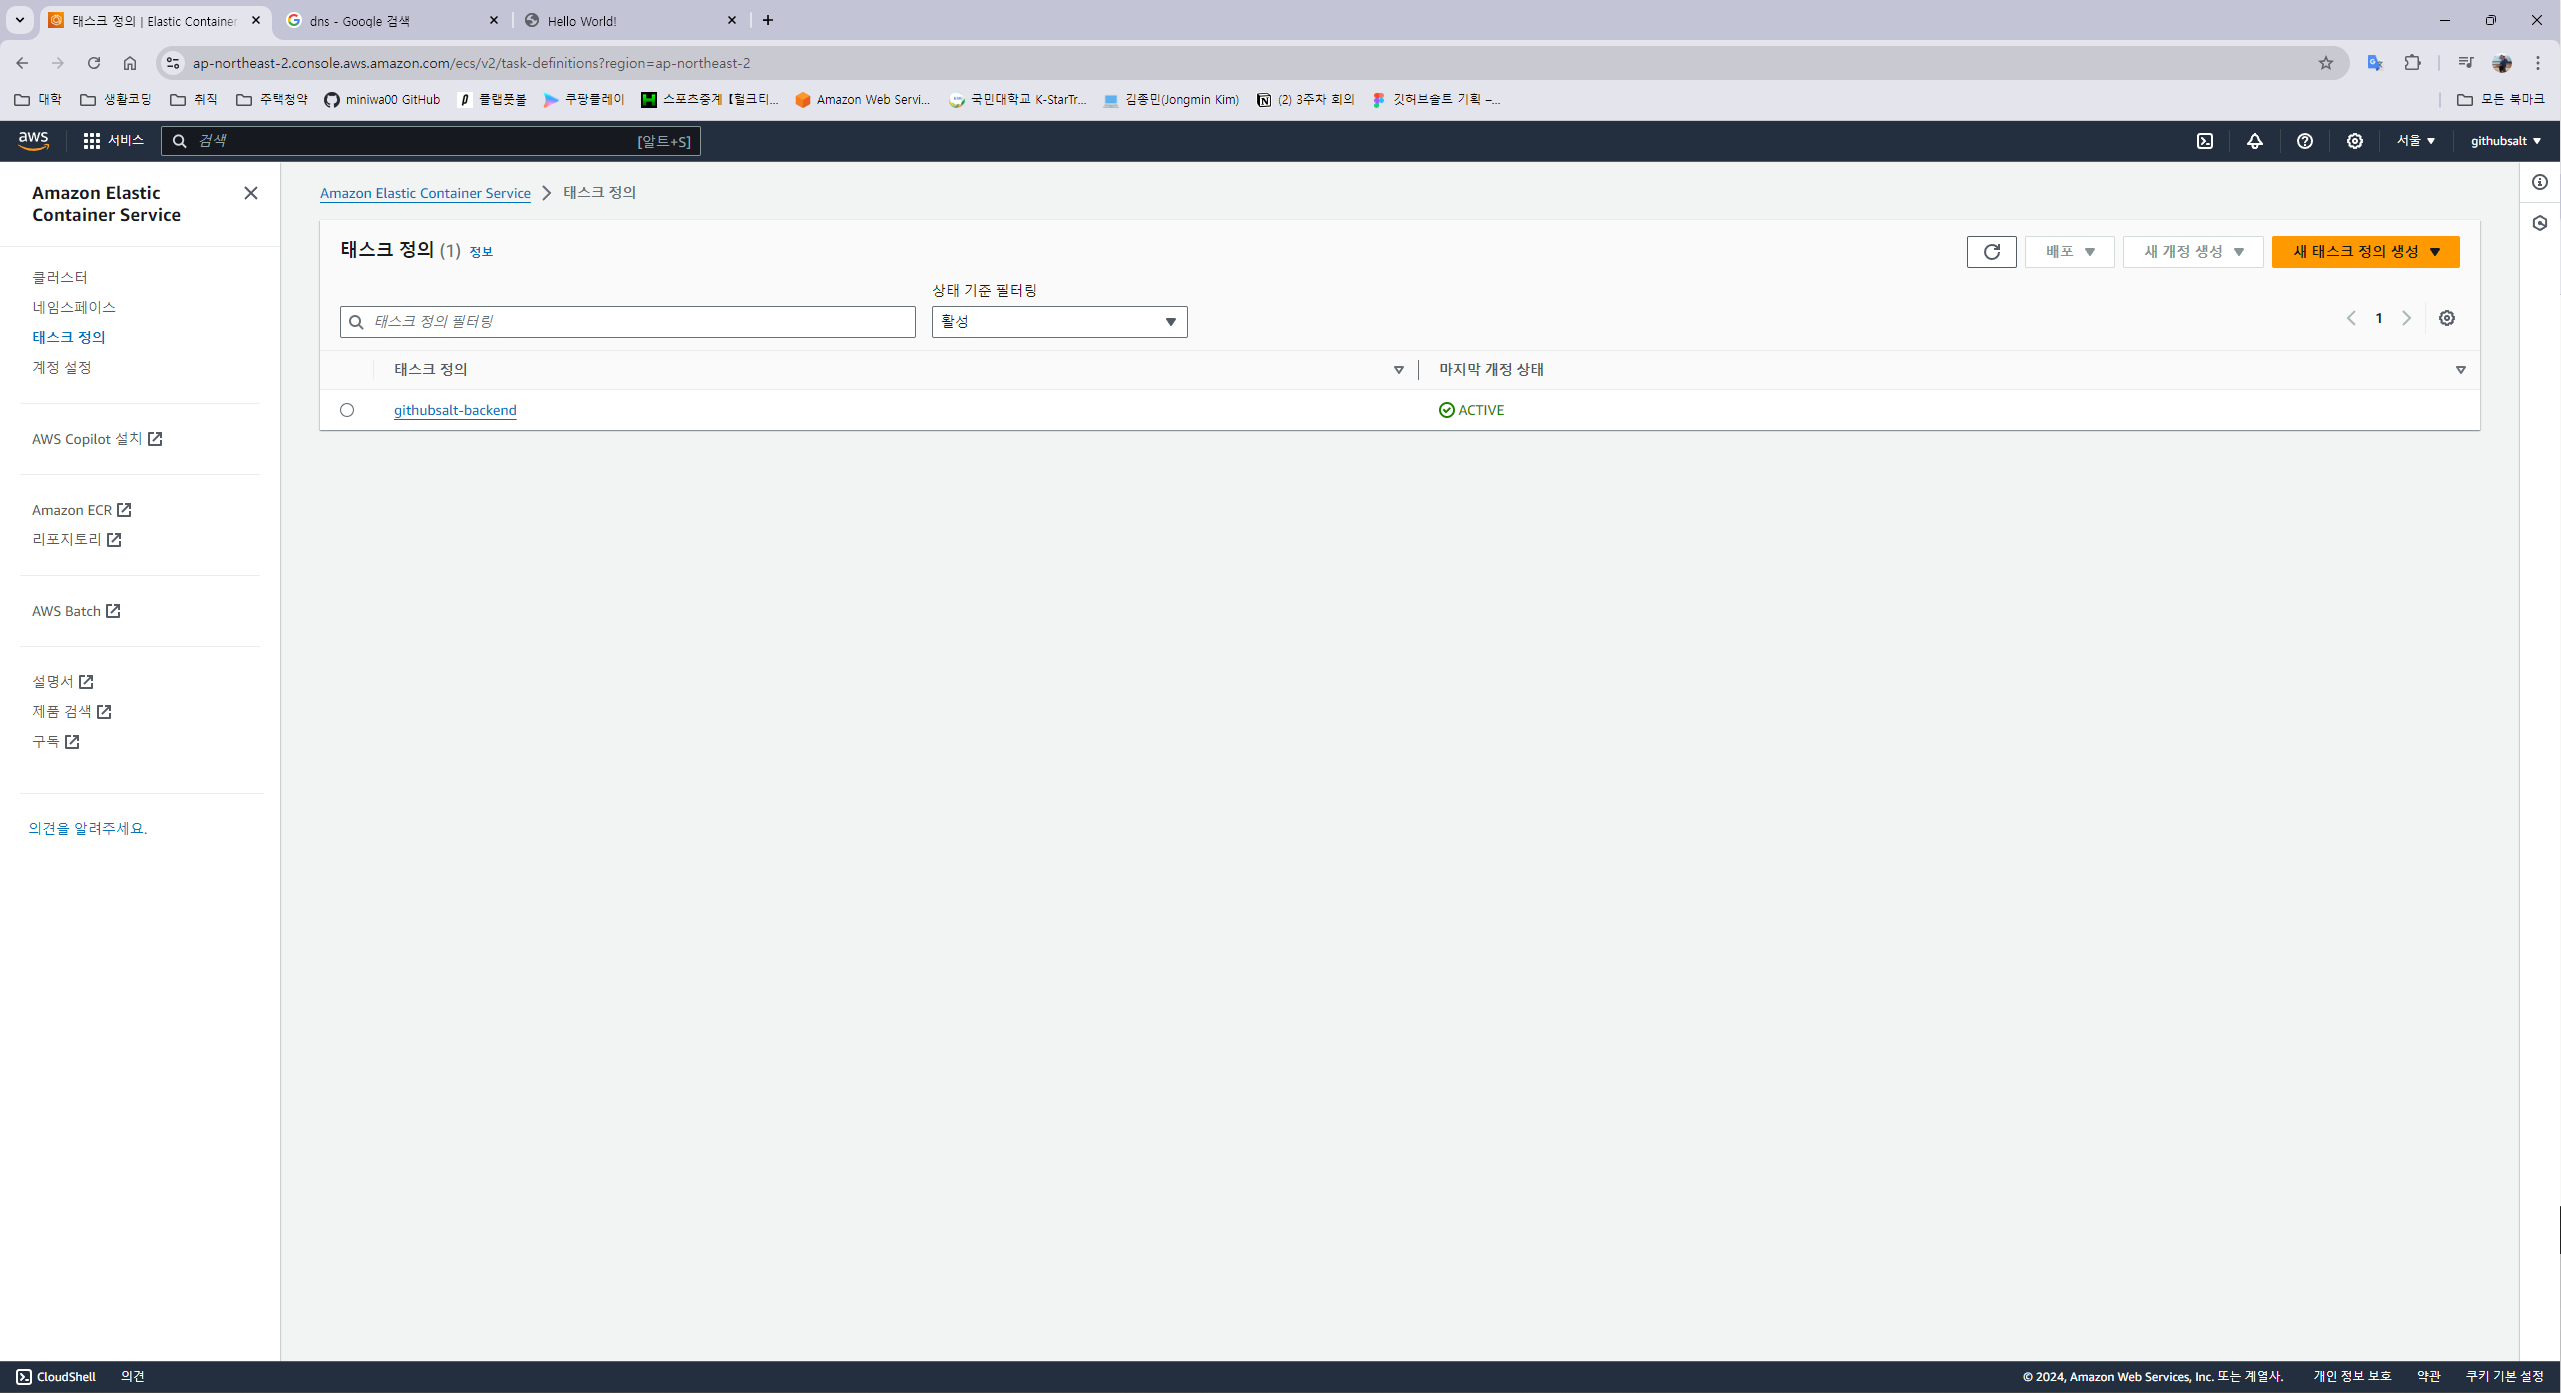 태스크 정의 | Elastic Container
dns - Google 검색
Hello World!
ap-northeast-2.console.aws.amazon.com/ecs/v2/task-definitions?region=ap-northeast-2
대학
생활코딩
취직
주택청약
miniwa00 GitHub
플랩풋볼
쿠팡플레이
스포츠중계【헐크티...
Amazon Web Servi...
국민대학교 K-StarTr...
김종민(Jongmin Kim)
(2) 3주차 회의
깃허브솔트 기획 –...
모든 북마크
aws
서비스
검색
[알트+S]
서울
githubsalt
Amazon Elastic
Container Service
클러스터
네임스페이스
태스크 정의
계정 설정
AWS Copilot 설치
Amazon ECR
리포지토리
AWS Batch
설명서
제품 검색
구독
의견을 알려주세요.
Amazon Elastic Container Service
태스크 정의
태스크 정의 (1) 정보
배포
새 개정 생성
새 태스크 정의 생성
상태 기준 필터링
태스크 정의 필터링
활성
1
태스크 정의
마지막 개정 상태
githubsalt-backend
ACTIVE
CloudShell
의견
© 2024, Amazon Web Services, Inc. 또는 계열사.
개인 정보 보호
약관
쿠키 기본 설정